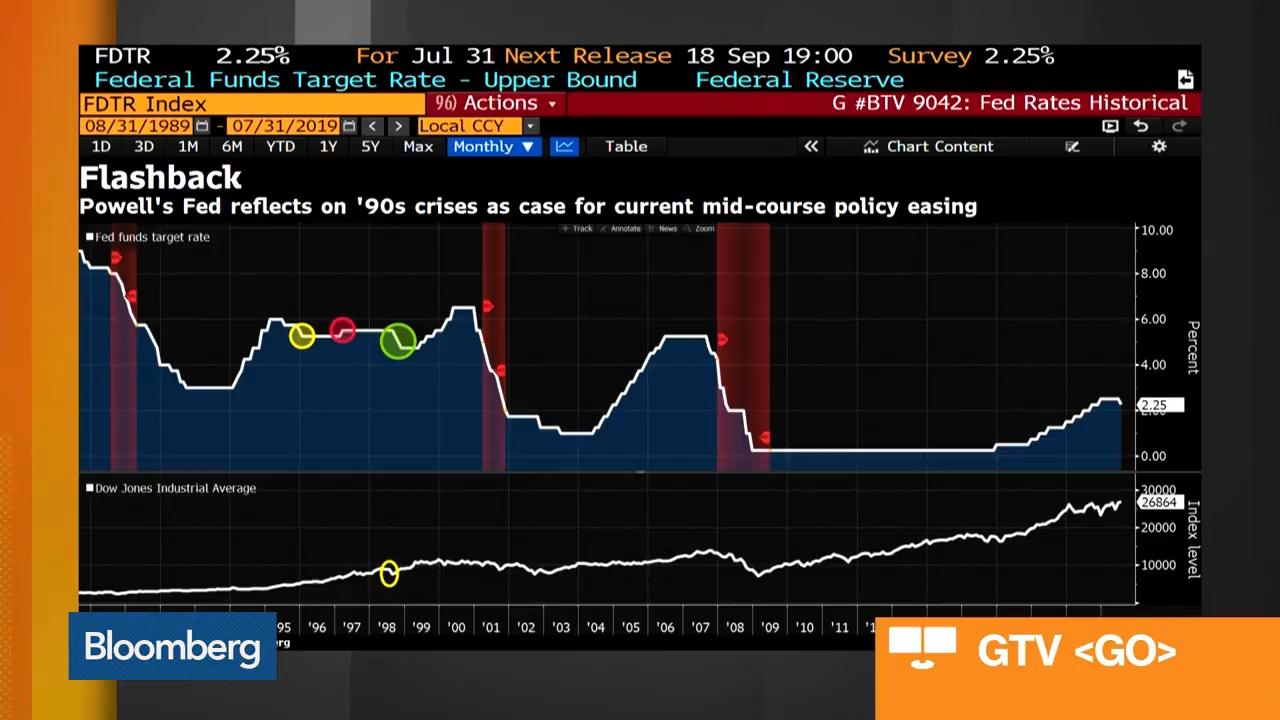 FDTR 2.25% For Jul 31 Next Release 18 Sep 19:00 Survey 2.25%
Federal Funds Target Rate - Upper Bound Federal Reserve
FDTR Index 96) Actions G #BTV 9042: Fed Rates Historical
08/31/1989 - 07/31/2019 Local CCY
1D 3D 1M 6M YTD 1Y 5Y Max Monthly ▼ Table « Chart Content
Flashback
Powell's Fed reflects on '90s crises as case for current mid-course policy easing
Track Annotate News Zoom
Fed funds target rate
10.00
8.00
6.00
4.00
2.25
2.00
0.00
Percent
Dow Jones Industrial Average
30000
26864
20000
10000
Index level
95 '96 '97 '98 '99 '00 '01 '02 '03 '04 '05 '06 '07 '08 '09 '10 '11
Bloomberg
GTV <GO>